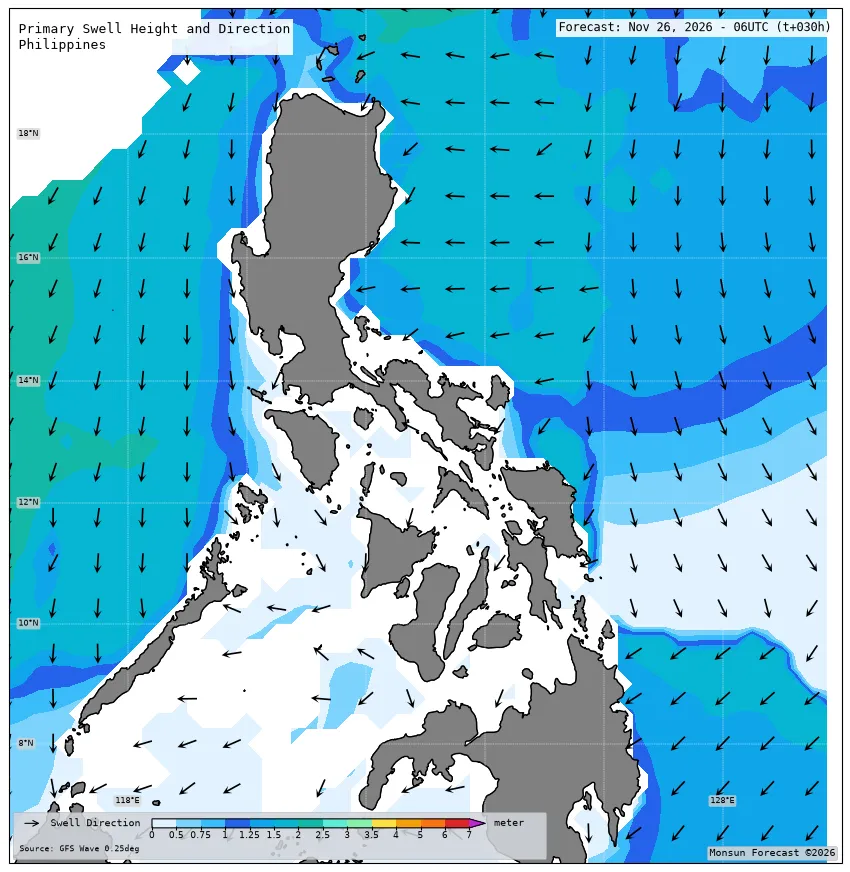 Primary Swell Height and Direction
Philippines
Forecast: Nov 26, 2026 - 06UTC (t+030h)
18°N
16°N
14°N
12°N
10°N
8°N
118°E
128°E
Swell Direction
0 0.5 0.75 1 1.25 1.5 2 2.5 3 3.5 4 5 6 7
meter
Source: GFS Wave 0.25deg
Monsun Forecast ©2026